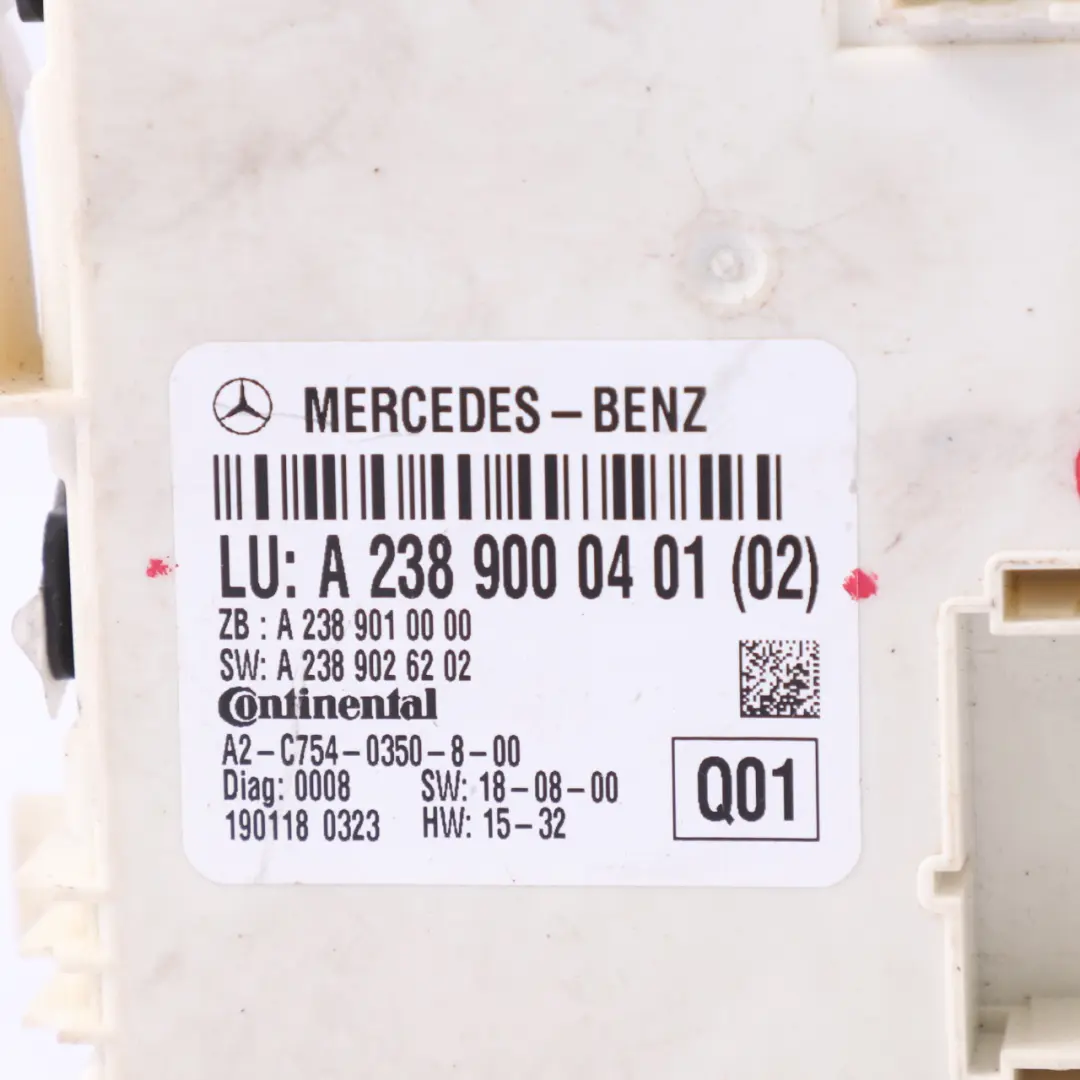 MERCEDES-BENZ
LU: A 238 900 04 01 (02)
ZB : A 238 901 00 00
SW: A 238 902 62 02
Continental
A2-C754-0350-8-00
Diag: 0008 SW: 18-08-00
190118 0323 HW: 15-32
Q01